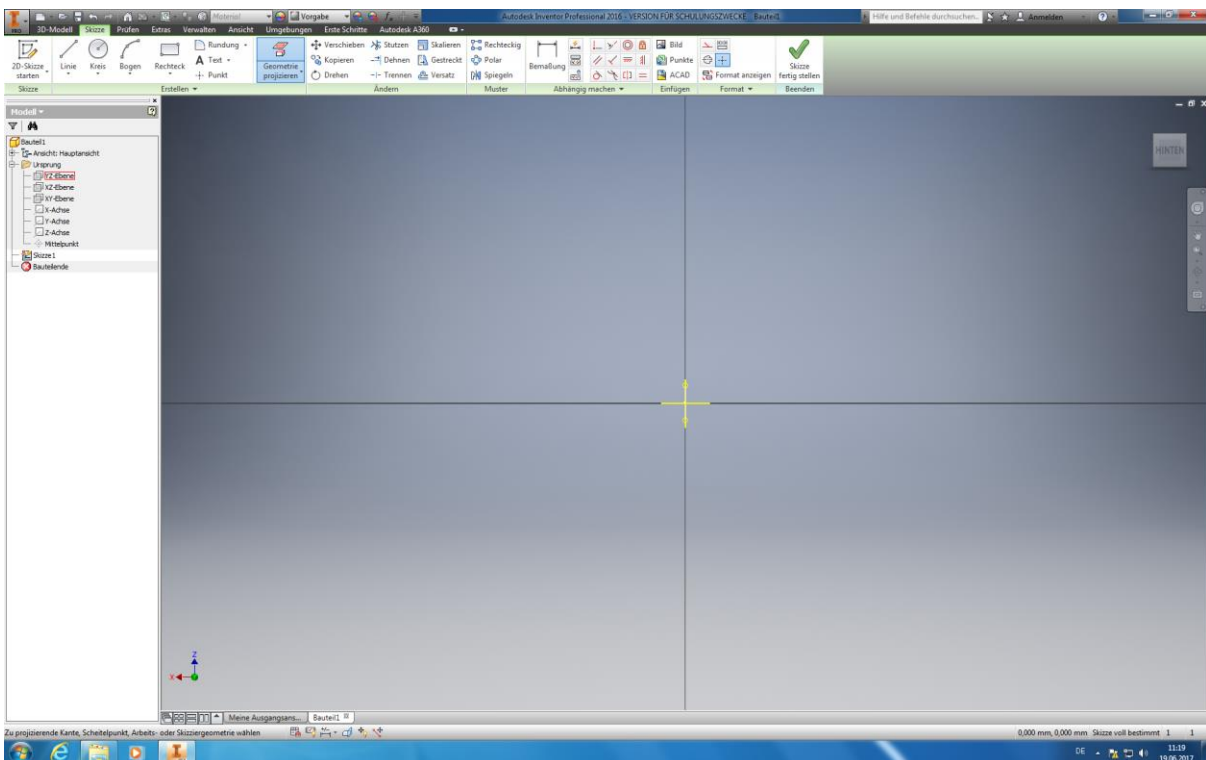 Material
Vorgabe
Autodesk Inventor Professional 2016 - VERSION FÜR SCHULUNGSZWECKE Bauteil1
Hilfe und Befehle durchsuchen...
Anmelden
PRO
3D-Modell Skizze Prüfen Extras Verwalten Ansicht Umgebungen Erste Schritte Autodesk A360
2D-Skizze starten
Linie
Kreis
Bogen
Rechteck
Rundung
Text
Punkt
Geometrie projizieren
Verschieben
Kopieren
Drehen
Stutzen
Dehnen
Trennen
Skalieren
Gestreckt
Versatz
Rechteckig
Polar
Spiegeln
Bemaßung
Bild
Punkte
ACAD
Format anzeigen
Skizze fertig stellen
Skizze Erstellen Ändern Muster Abhängig machen Einfügen Format Beenden
Modell
Bauteil1
Ansicht: Hauptansicht
Ursprung
YZ-Ebene
XZ-Ebene
XY-Ebene
X-Achse
Y-Achse
Z-Achse
Mittelpunkt
Skizze1
Bauteilende
HINTEN
Z
X
Meine Ausgangsans...
Bauteil1
Zu projizierende Kante, Scheitelpunkt, Arbeits- oder Skizziergeometrie wählen
0,000 mm, 0,000 mm Skizze voll bestimmt 1 1
DE
11:19
19.06.2017